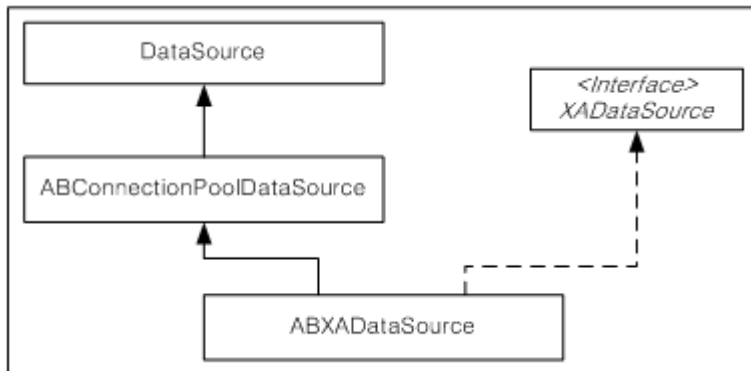 DataSource
<Interface>
XADataSource
ABConnectionPoolDataSource
ABXADataSource